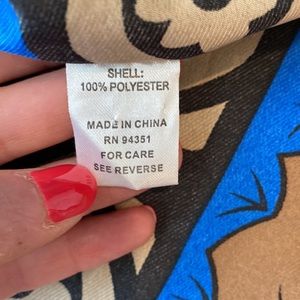 SHELL:
100% POLYESTER
MADE IN CHINA
RN 94351
FOR CARE
SEE REVERSE